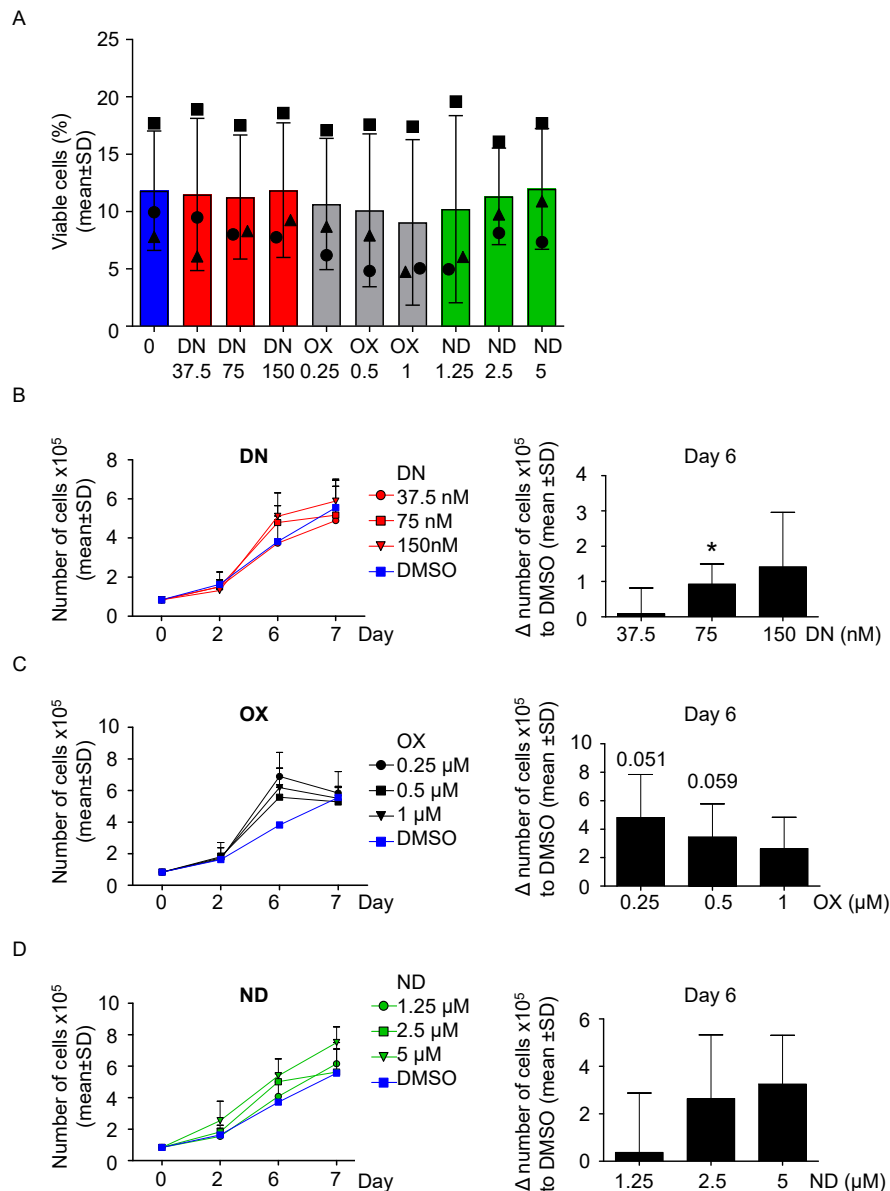 A
Viable cells (%)
(mean±SD)
25
20
15
10
5
0
0 DN DN DN OX OX OX ND ND ND
37.5 75 150 0.25 0.5 1 1.25 2.5 5
B
DN
Number of cells x10⁵
(mean±SD)
8
6
4
2
0
0 2 6 7 Day
DN
37.5 nM
75 nM
150nM
DMSO
Day 6
Δ number of cells x10⁵
to DMSO (mean ±SD)
4
3
2
1
0
*
37.5 75 150 DN (nM)
C
OX
Number of cells x10⁵
(mean±SD)
10
8
6
4
2
0
0 2 6 7 Day
OX
0.25 µM
0.5 µM
1 µM
DMSO
Day 6
Δ number of cells x10⁵
to DMSO (mean ±SD)
10
8
6
4
2
0
0.051
0.059
0.25 0.5 1 OX (µM)
D
ND
Number of cells x10⁵
(mean±SD)
10
8
6
4
2
0
0 2 6 7 Day
ND
1.25 µM
2.5 µM
5 µM
DMSO
Day 6
Δ number of cells x10⁵
to DMSO (mean ±SD)
6
4
2
0
1.25 2.5 5 ND (µM)